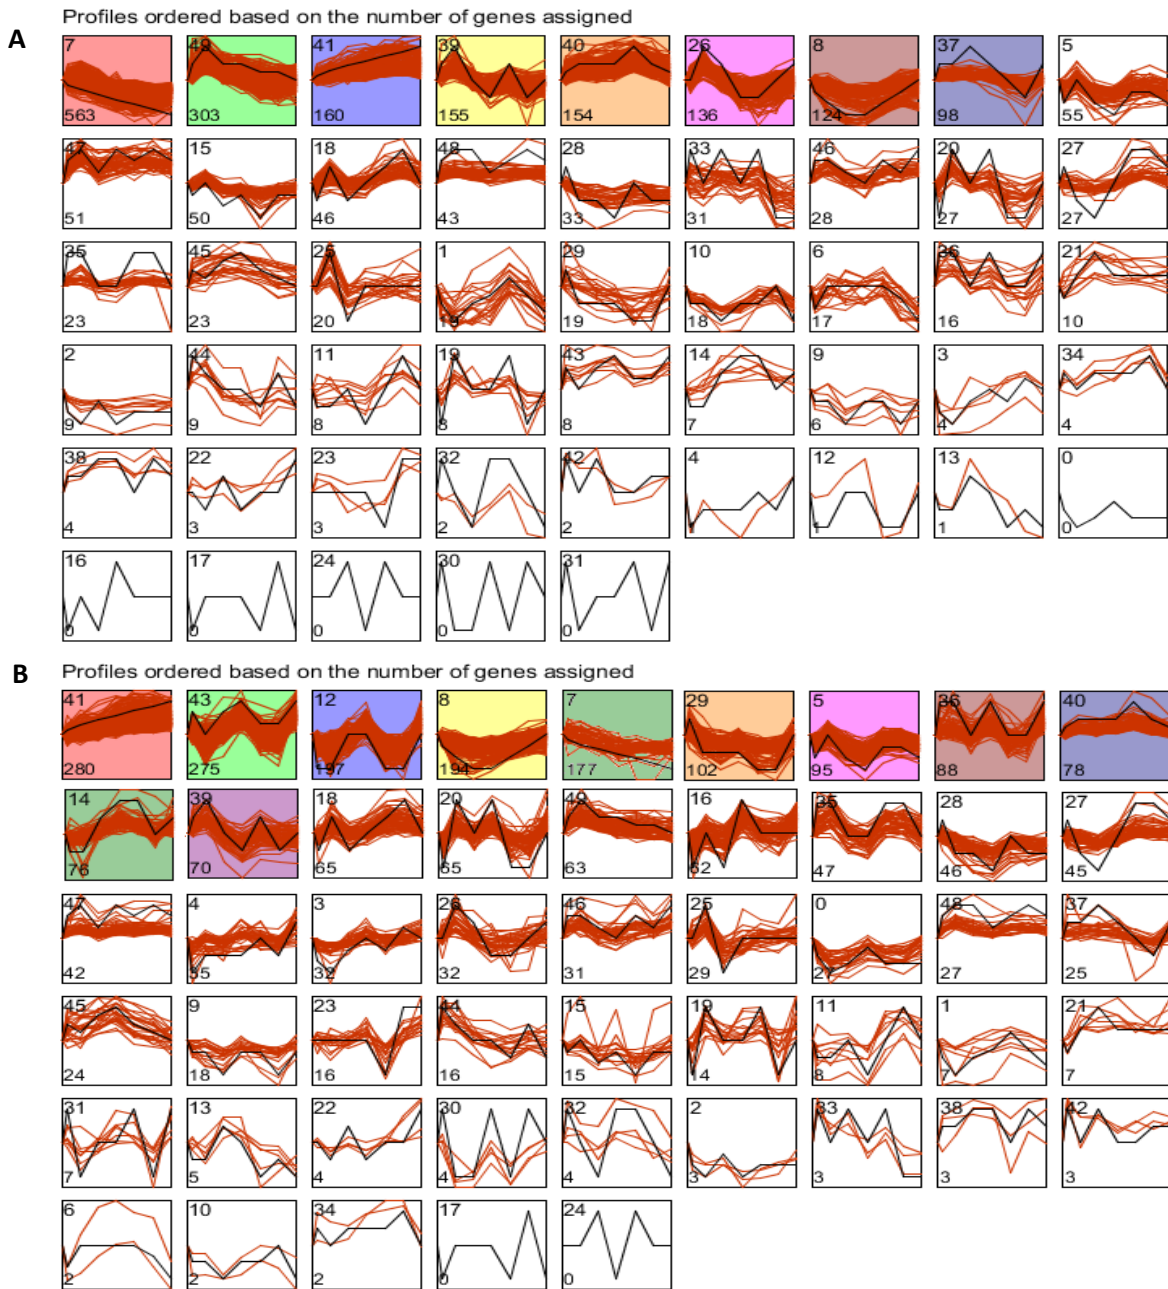 A
Profiles ordered based on the number of genes assigned
7 49 41 39 40 26 8 37 5
563 303 160 155 154 136 124 98 55
47 15 18 48 28 33 46 20 27
51 50 46 43 33 31 28 27 27
35 45 25 1 29 10 6 36 21
23 23 20 19 19 18 17 16 10
2 44 11 19 43 14 9 3 34
9 9 8 8 8 7 6 4 4
38 22 23 32 42 4 12 13 0
4 3 3 2 2 1 1 1 0
16 17 24 30 31
0 0 0 0 0
B
Profiles ordered based on the number of genes assigned
41 43 12 8 7 29 5 36 40
280 275 197 194 177 102 95 88 78
14 39 18 20 49 16 35 28 27
76 70 65 65 63 62 47 46 45
47 4 3 26 46 25 0 48 37
42 35 32 32 31 29 27 27 25
45 9 23 44 15 19 11 1 21
24 18 16 16 15 14 8 7 7
31 13 22 30 32 2 33 38 42
7 5 4 4 4 3 3 3 3
6 10 34 17 24
2 2 2 0 0